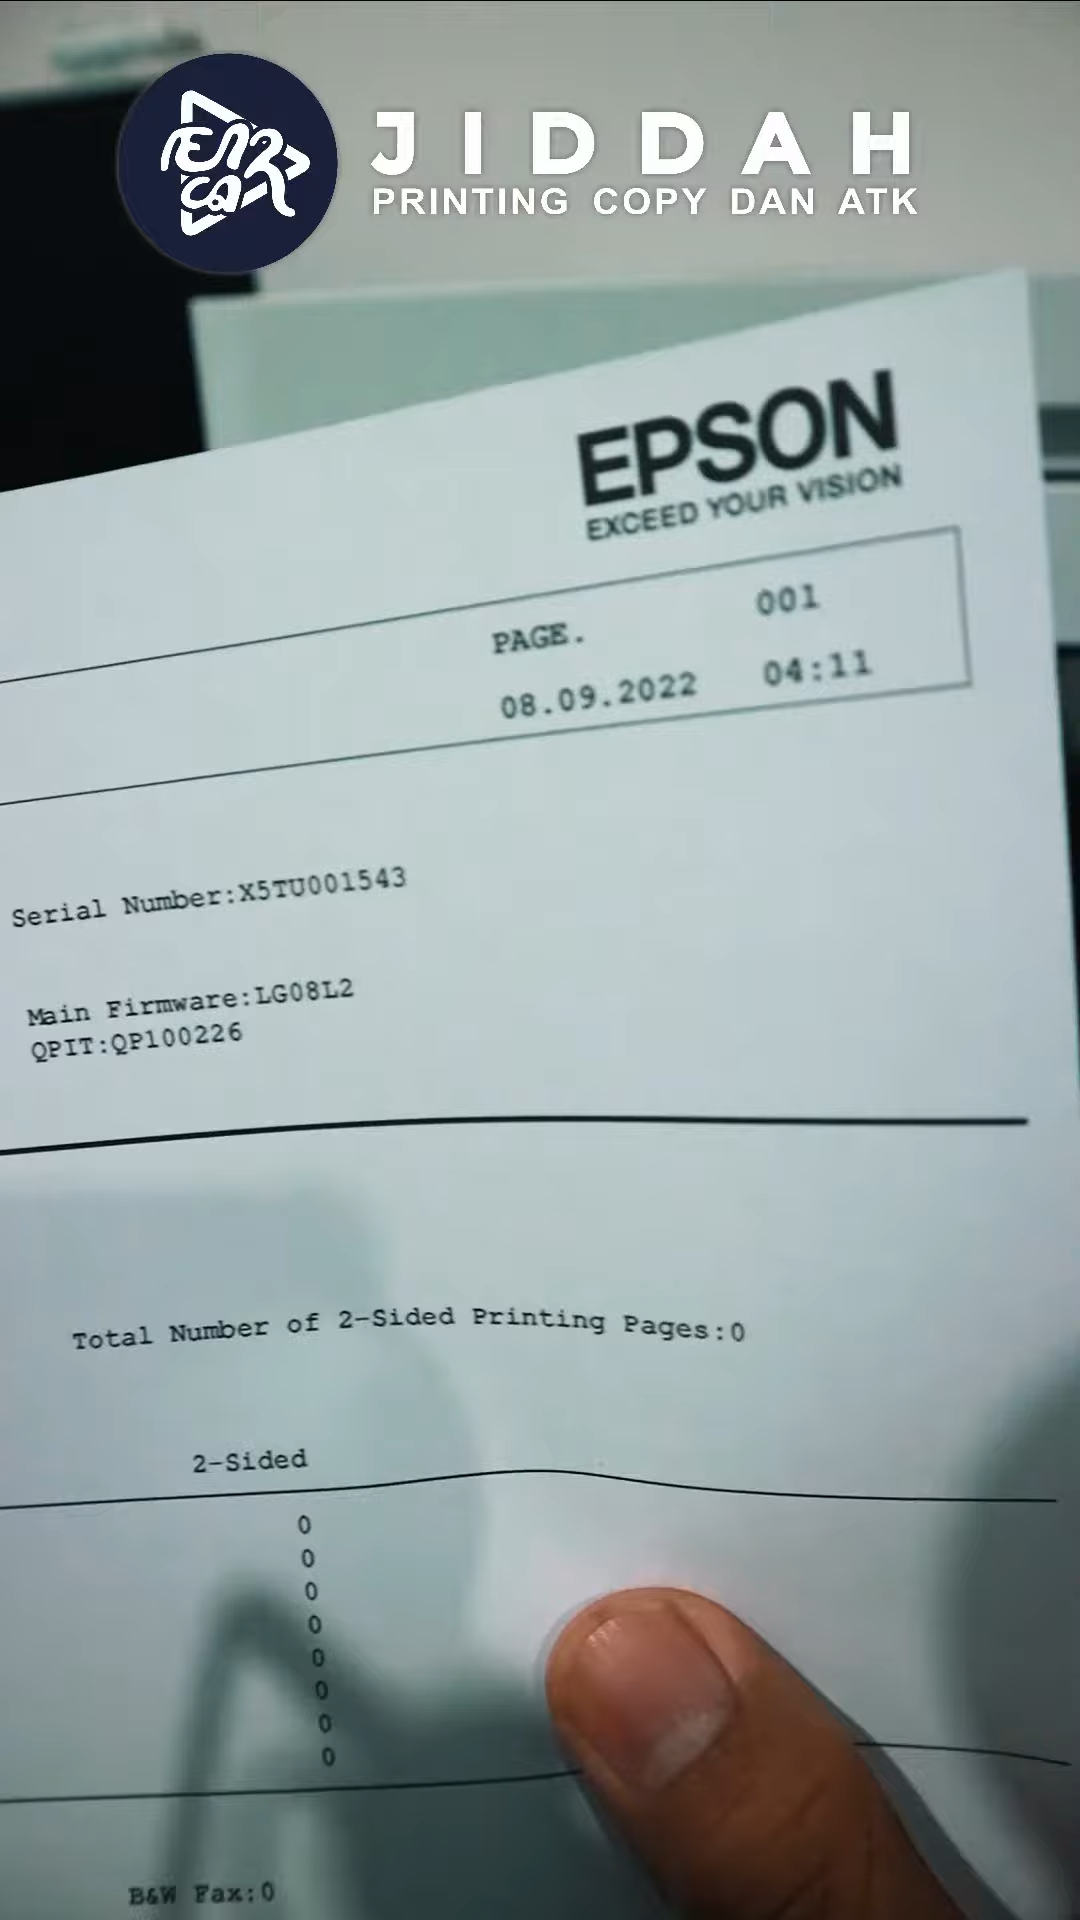 JIDDAH
PRINTING COPY DAN ATK
EPSON
EXCEED YOUR VISION
PAGE. 001
08.09.2022 04:11
Serial Number:X5TU001543
Main Firmware:LG08L2
QPIT:QP100226
Total Number of 2-Sided Printing Pages:0
2-Sided
0
0
0
0
0
0
0
0
B&W Fax:0